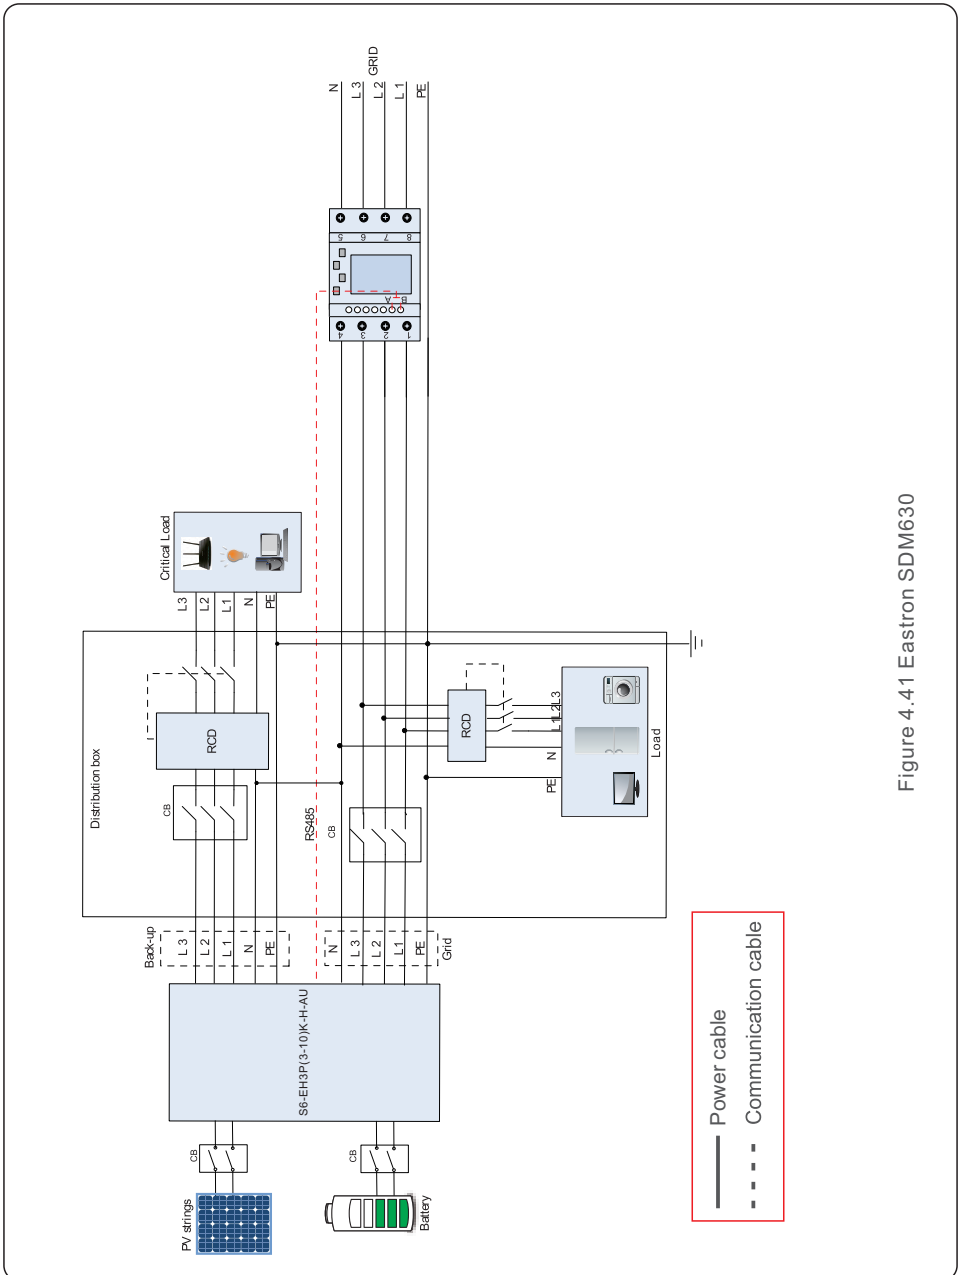 PV strings
CB
Battery
CB
S6-EH3P(3-10)K-H-AU
Back-up
L 3
L 2
L 1
N
PE
N
L 3
L 2
L1
PE
Grid
RS485
Distribution box
CB
RCD
CB
L3
L2
L1
N
PE
Critical Load
RCD
PE
N
L1
L2
L3
Load
4
3
2
1
A
B
5
6
7
8
N
L 3
L 2
L 1
PE
GRID
Power cable
Communication cable
Figure 4.41 Eastron SDM630